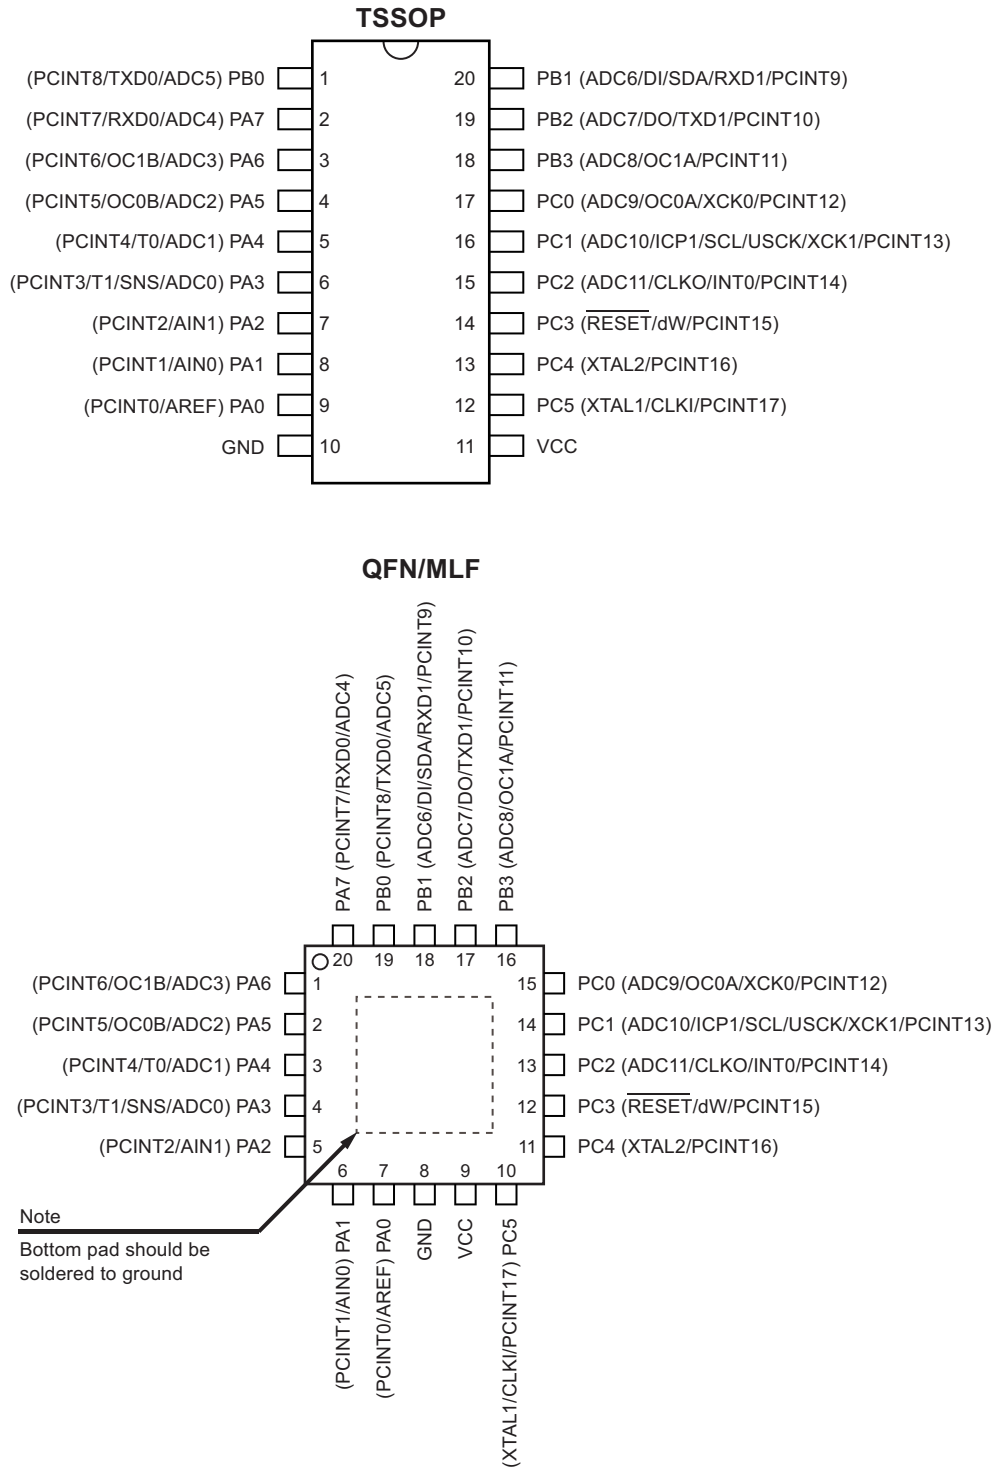 TSSOP
(PCINT8/TXD0/ADC5) PB0 1 20 PB1 (ADC6/DI/SDA/RXD1/PCINT9)
(PCINT7/RXD0/ADC4) PA7 2 19 PB2 (ADC7/DO/TXD1/PCINT10)
(PCINT6/OC1B/ADC3) PA6 3 18 PB3 (ADC8/OC1A/PCINT11)
(PCINT5/OC0B/ADC2) PA5 4 17 PC0 (ADC9/OC0A/XCK0/PCINT12)
(PCINT4/T0/ADC1) PA4 5 16 PC1 (ADC10/ICP1/SCL/USCK/XCK1/PCINT13)
(PCINT3/T1/SNS/ADC0) PA3 6 15 PC2 (ADC11/CLKO/INT0/PCINT14)
(PCINT2/AIN1) PA2 7 14 PC3 (RESET/dW/PCINT15)
(PCINT1/AIN0) PA1 8 13 PC4 (XTAL2/PCINT16)
(PCINT0/AREF) PA0 9 12 PC5 (XTAL1/CLKI/PCINT17)
GND 10 11 VCC
QFN/MLF
PA7 (PCINT7/RXD0/ADC4)
PB0 (PCINT8/TXD0/ADC5)
PB1 (ADC6/DI/SDA/RXD1/PCINT9)
PB2 (ADC7/DO/TXD1/PCINT10)
PB3 (ADC8/OC1A/PCINT11)
20 19 18 17 16
(PCINT6/OC1B/ADC3) PA6 1 15 PC0 (ADC9/OC0A/XCK0/PCINT12)
(PCINT5/OC0B/ADC2) PA5 2 14 PC1 (ADC10/ICP1/SCL/USCK/XCK1/PCINT13)
(PCINT4/T0/ADC1) PA4 3 13 PC2 (ADC11/CLKO/INT0/PCINT14)
(PCINT3/T1/SNS/ADC0) PA3 4 12 PC3 (RESET/dW/PCINT15)
(PCINT2/AIN1) PA2 5 11 PC4 (XTAL2/PCINT16)
6 7 8 9 10
(PCINT1/AIN0) PA1
(PCINT0/AREF) PA0
GND
VCC
(XTAL1/CLKI/PCINT17) PC5
Note
Bottom pad should be
soldered to ground